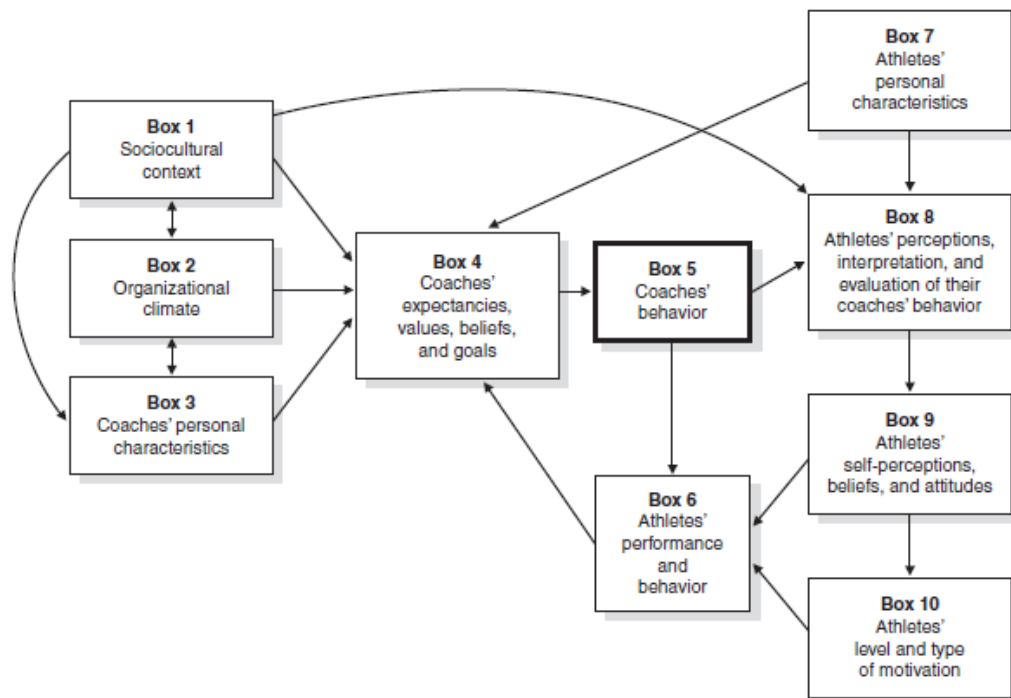 Box 1
Sociocultural
context
Box 2
Organizational
climate
Box 3
Coaches' personal
characteristics
Box 4
Coaches'
expectancies,
values, beliefs,
and goals
Box 5
Coaches'
behavior
Box 6
Athletes'
performance
and
behavior
Box 7
Athletes'
personal
characteristics
Box 8
Athletes' perceptions,
interpretation, and
evaluation of their
coaches' behavior
Box 9
Athletes'
self-perceptions,
beliefs, and attitudes
Box 10
Athletes'
level and type
of motivation